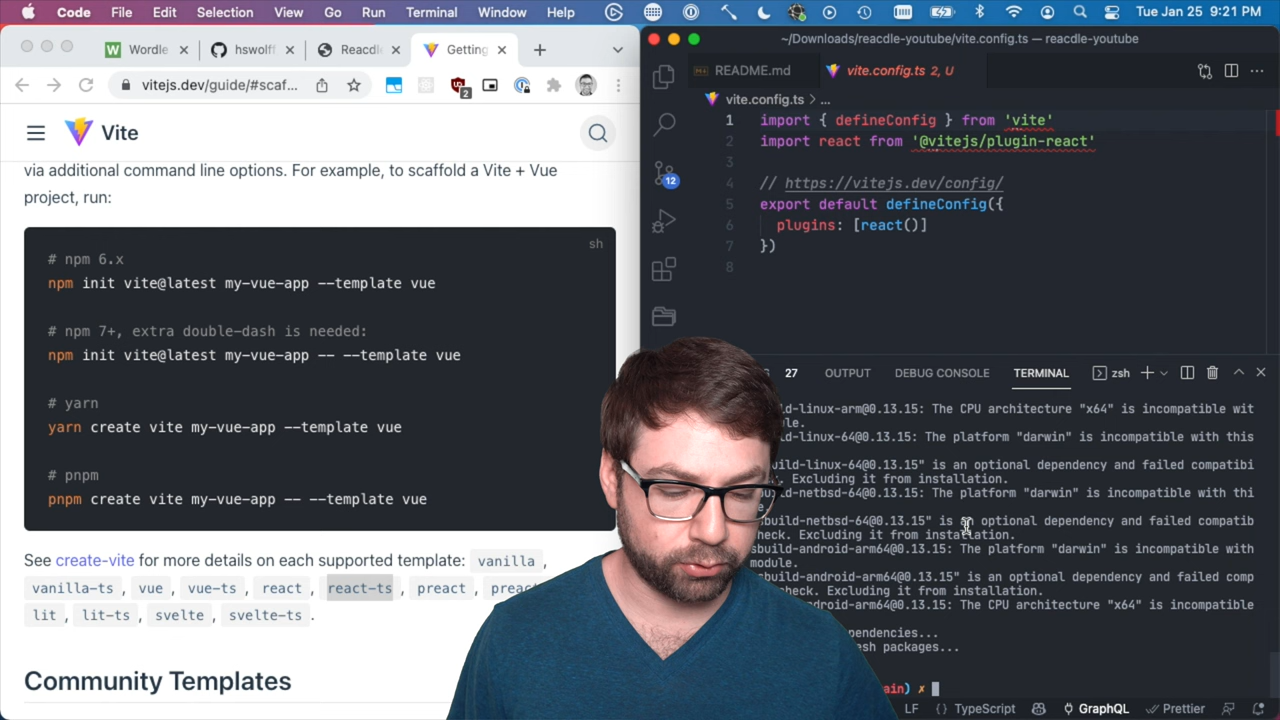 Code File Edit Selection View Go Run Terminal Window Help Tue Jan 25 9:21 PM
Wordle hswolff Reacdle Getting
~/Downloads/reacdle-youtube/vite.config.ts — reacdle-youtube
vitejs.dev/guide/#scaf...
2
README.md vite.config.ts 2, U
vite.config.ts > ...
Vite
via additional command line options. For example, to scaffold a Vite + Vue
project, run:
sh
# npm 6.x
npm init vite@latest my-vue-app --template vue
# npm 7+, extra double-dash is needed:
npm init vite@latest my-vue-app -- --template vue
# yarn
yarn create vite my-vue-app --template vue
# pnpm
pnpm create vite my-vue-app -- --template vue
See create-vite for more details on each supported template: vanilla ,
vanilla-ts , vue , vue-ts , react , react-ts , preact ,
lit , lit-ts , svelte , svelte-ts .
Community Templates
12
1 import { defineConfig } from 'vite'
2 import react from '@vitejs/plugin-react'
3
4 // https://vitejs.dev/config/
5 export default defineConfig({
6 plugins: [react()]
7 })
8
27 OUTPUT DEBUG CONSOLE TERMINAL zsh
ild-linux-arm@0.13.15: The CPU architecture "x64" is incompatible wit
le.
ild-linux-64@0.13.15: The platform "darwin" is incompatible with this
uild-linux-64@0.13.15" is an optional dependency and failed compatibi
. Excluding it from installation.
build-netbsd-64@0.13.15: The platform "darwin" is incompatible with thi
e.
build-netbsd-64@0.13.15" is an optional dependency and failed compatib
heck. Excluding it from installation.
sbuild-android-arm64@0.13.15: The platform "darwin" is incompatible with
module.
sbuild-android-arm64@0.13.15" is an optional dependency and failed comp
check. Excluding it from installation.
droid-arm64@0.13.15: The CPU architecture "x64" is incompatible
pendencies...
esh packages...
ain) ✗
LF {} TypeScript GraphQL Prettier